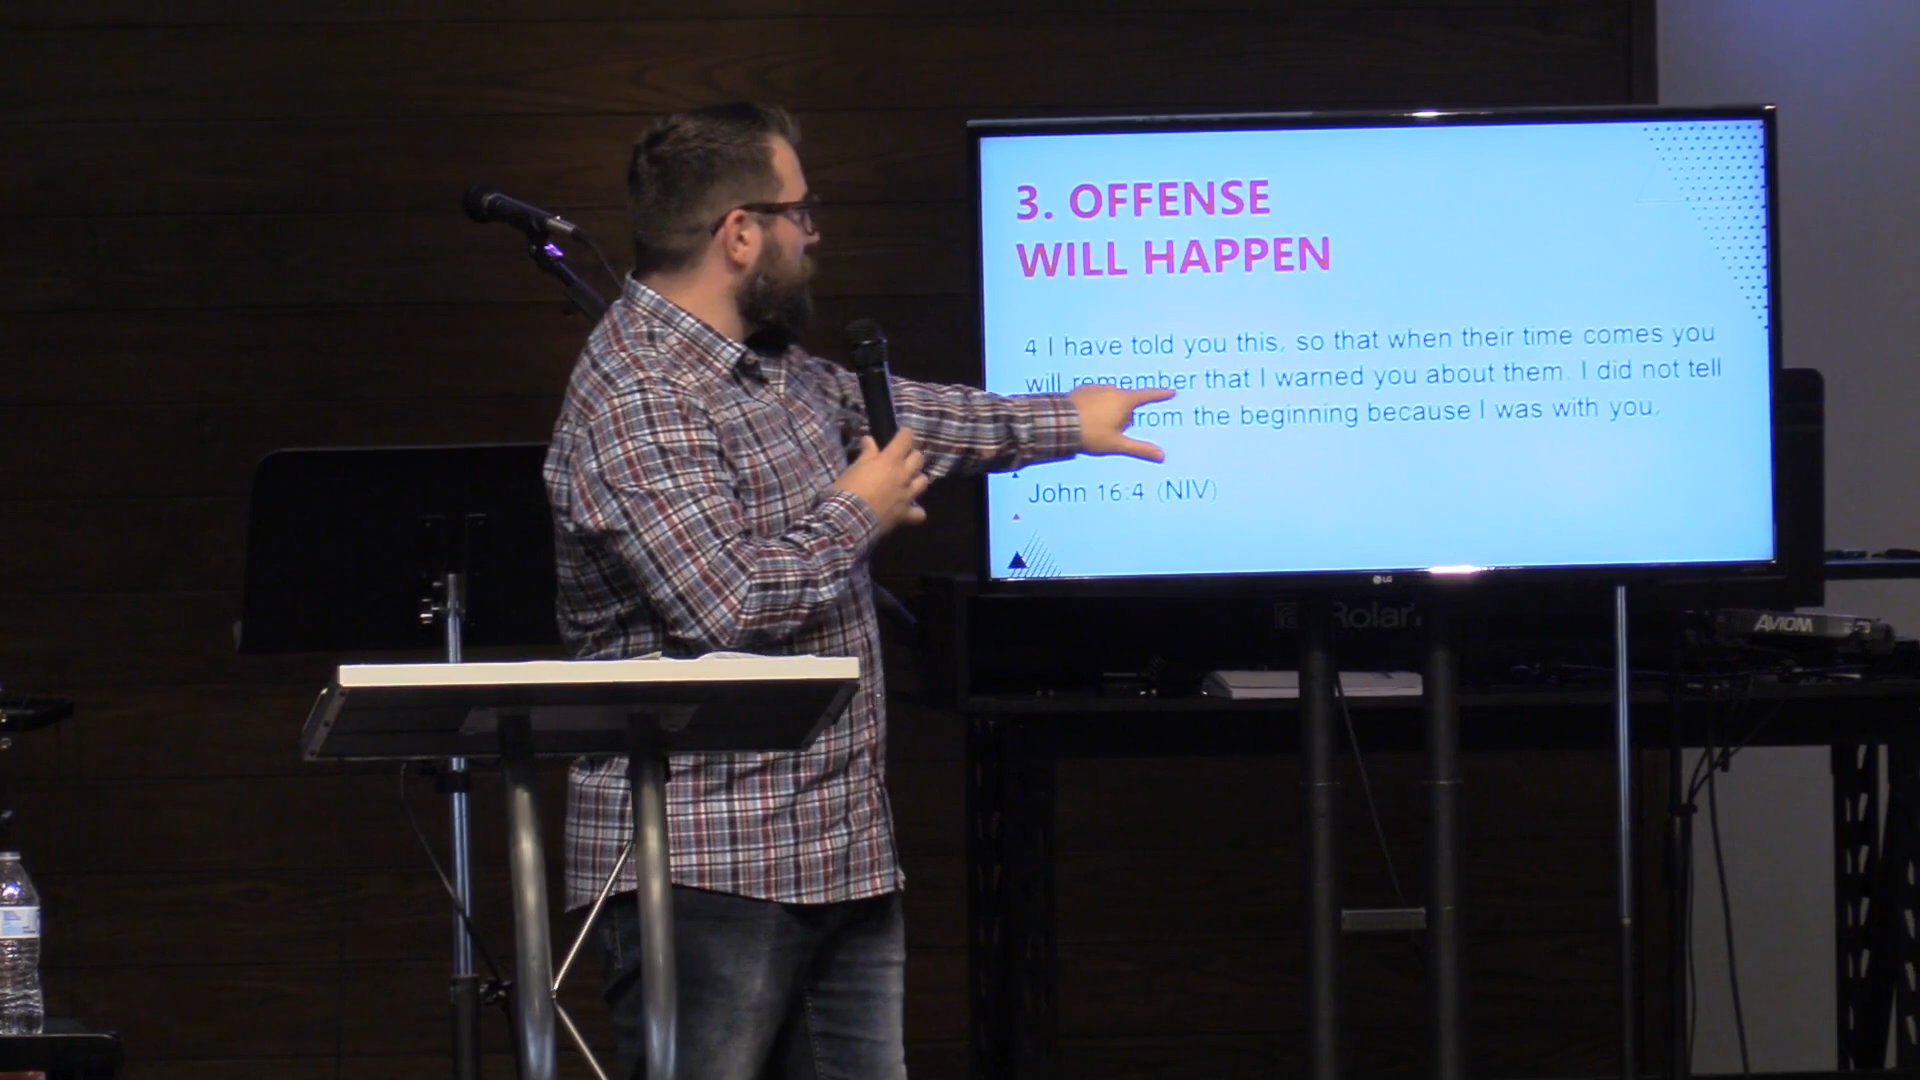 3. OFFENSE
WILL HAPPEN
4 I have told you this, so that when their time comes you
will remember that I warned you about them. I did not tell
from the beginning because I was with you,
John 16:4 (NIV)
LG
Roland
AVIOM